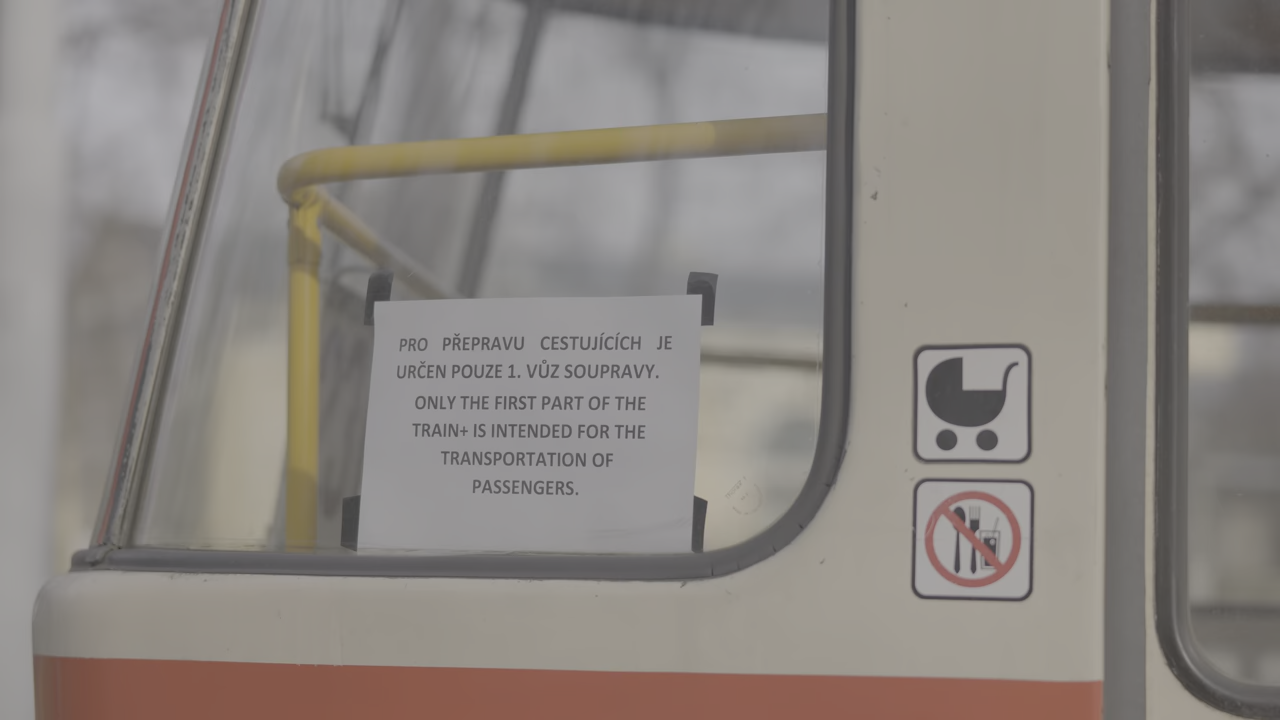 PRO PŘEPRAVU CESTUJÍCÍCH JE
URČEN POUZE 1. VŮZ SOUPRAVY.
ONLY THE FIRST PART OF THE
TRAIN+ IS INTENDED FOR THE
TRANSPORTATION OF
PASSENGERS.